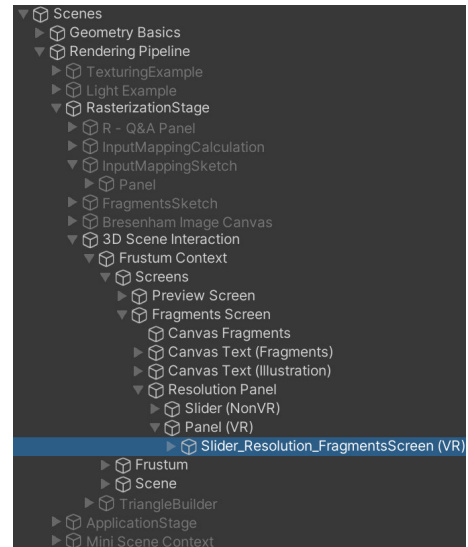 Scenes
Geometry Basics
Rendering Pipeline
TexturingExample
Light Example
RasterizationStage
R - Q&A Panel
InputMappingCalculation
InputMappingSketch
Panel
FragmentsSketch
Bresenham Image Canvas
3D Scene Interaction
Frustum Context
Screens
Preview Screen
Fragments Screen
Canvas Fragments
Canvas Text (Fragments)
Canvas Text (Illustration)
Resolution Panel
Slider (NonVR)
Panel (VR)
Slider_Resolution_FragmentsScreen (VR)
Frustum
Scene
TriangleBuilder
ApplicationStage
Mini Scene Context